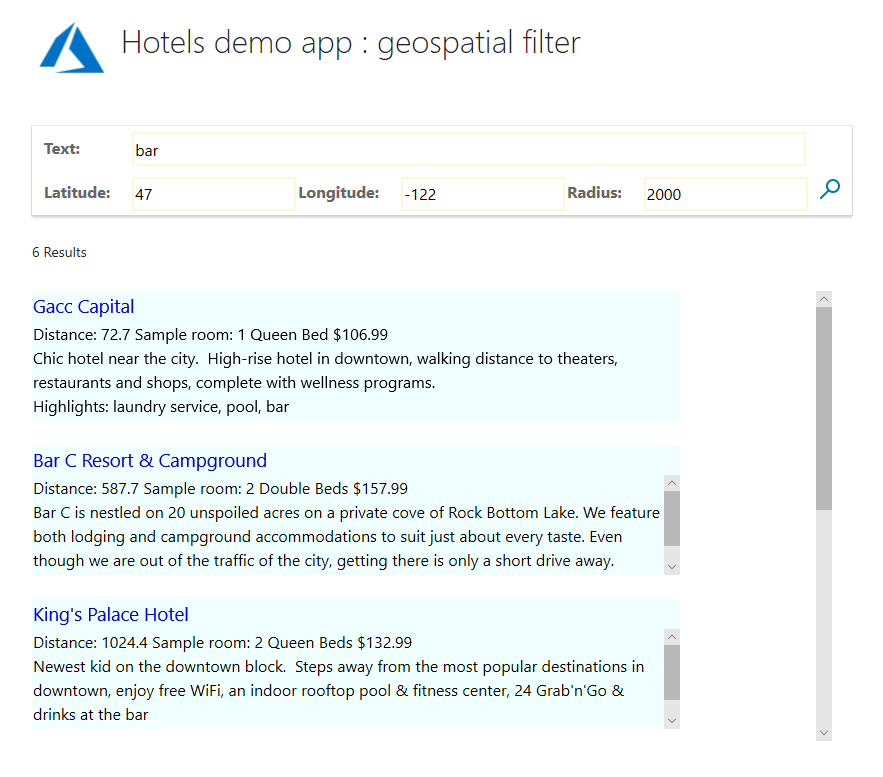 Hotels demo app : geospatial filter
Text: bar
Latitude: 47 Longitude: -122 Radius: 2000
6 Results
Gacc Capital
Distance: 72.7 Sample room: 1 Queen Bed $106.99
Chic hotel near the city.  High-rise hotel in downtown, walking distance to theaters,
restaurants and shops, complete with wellness programs.
Highlights: laundry service, pool, bar
Bar C Resort & Campground
Distance: 587.7 Sample room: 2 Double Beds $157.99
Bar C is nestled on 20 unspoiled acres on a private cove of Rock Bottom Lake. We feature
both lodging and campground accommodations to suit just about every taste. Even
though we are out of the traffic of the city, getting there is only a short drive away.
King's Palace Hotel
Distance: 1024.4 Sample room: 2 Queen Beds $132.99
Newest kid on the downtown block.  Steps away from the most popular destinations in
downtown, enjoy free WiFi, an indoor rooftop pool & fitness center, 24 Grab'n'Go &
drinks at the bar